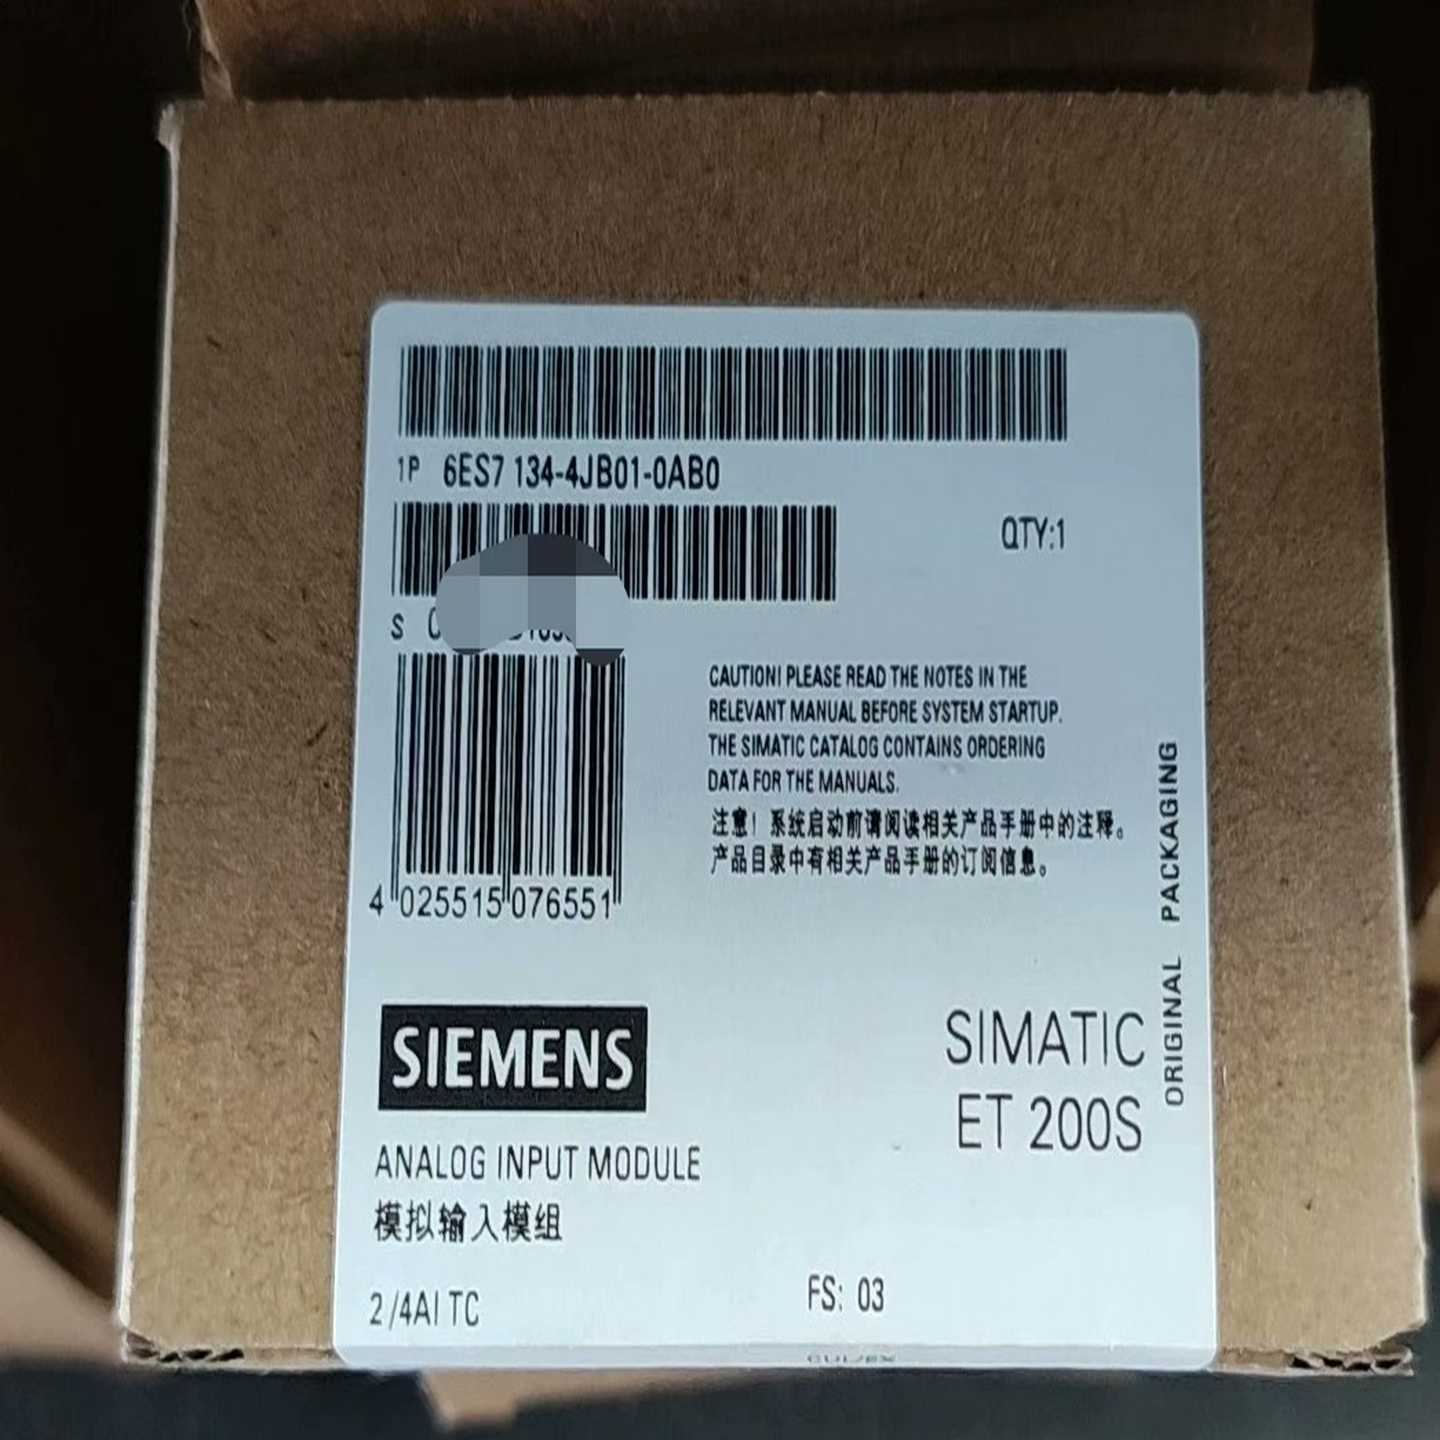 1P 6ES7 134-4JB01-0AB0
QTY:1
S
4 025515 076551
CAUTION! PLEASE READ THE NOTES IN THE
RELEVANT MANUAL BEFORE SYSTEM STARTUP.
THE SIMATIC CATALOG CONTAINS ORDERING
DATA FOR THE MANUALS.
注意！系统启动前请阅读相关产品手册中的注释。
产品目录中有相关产品手册的订阅信息。
ORIGINAL PACKAGING
SIEMENS
SIMATIC
ET 200S
ANALOG INPUT MODULE
模拟输入模组
2/4AI TC
FS: 03